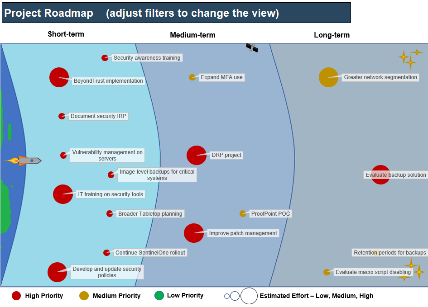 Project Roadmap (adjust filters to change the view)
Short-term
Medium-term
Long-term
Security awareness training
BeyondTrust implementation
Expand MFA use
Greater network segmentation
Document security IRP
Vulnerability management on
servers
DRP project
Image level backups for critical
systems
Evaluate backup solution
IT training on security tools
Broader Tabletop planning
ProofPoint POC
Improve patch management
Continue SentinelOne rollout
Retention periods for backups
Develop and update security
policies
Evaluate macro script disabling
High Priority
Medium Priority
Low Priority
Estimated Effort – Low, Medium, High